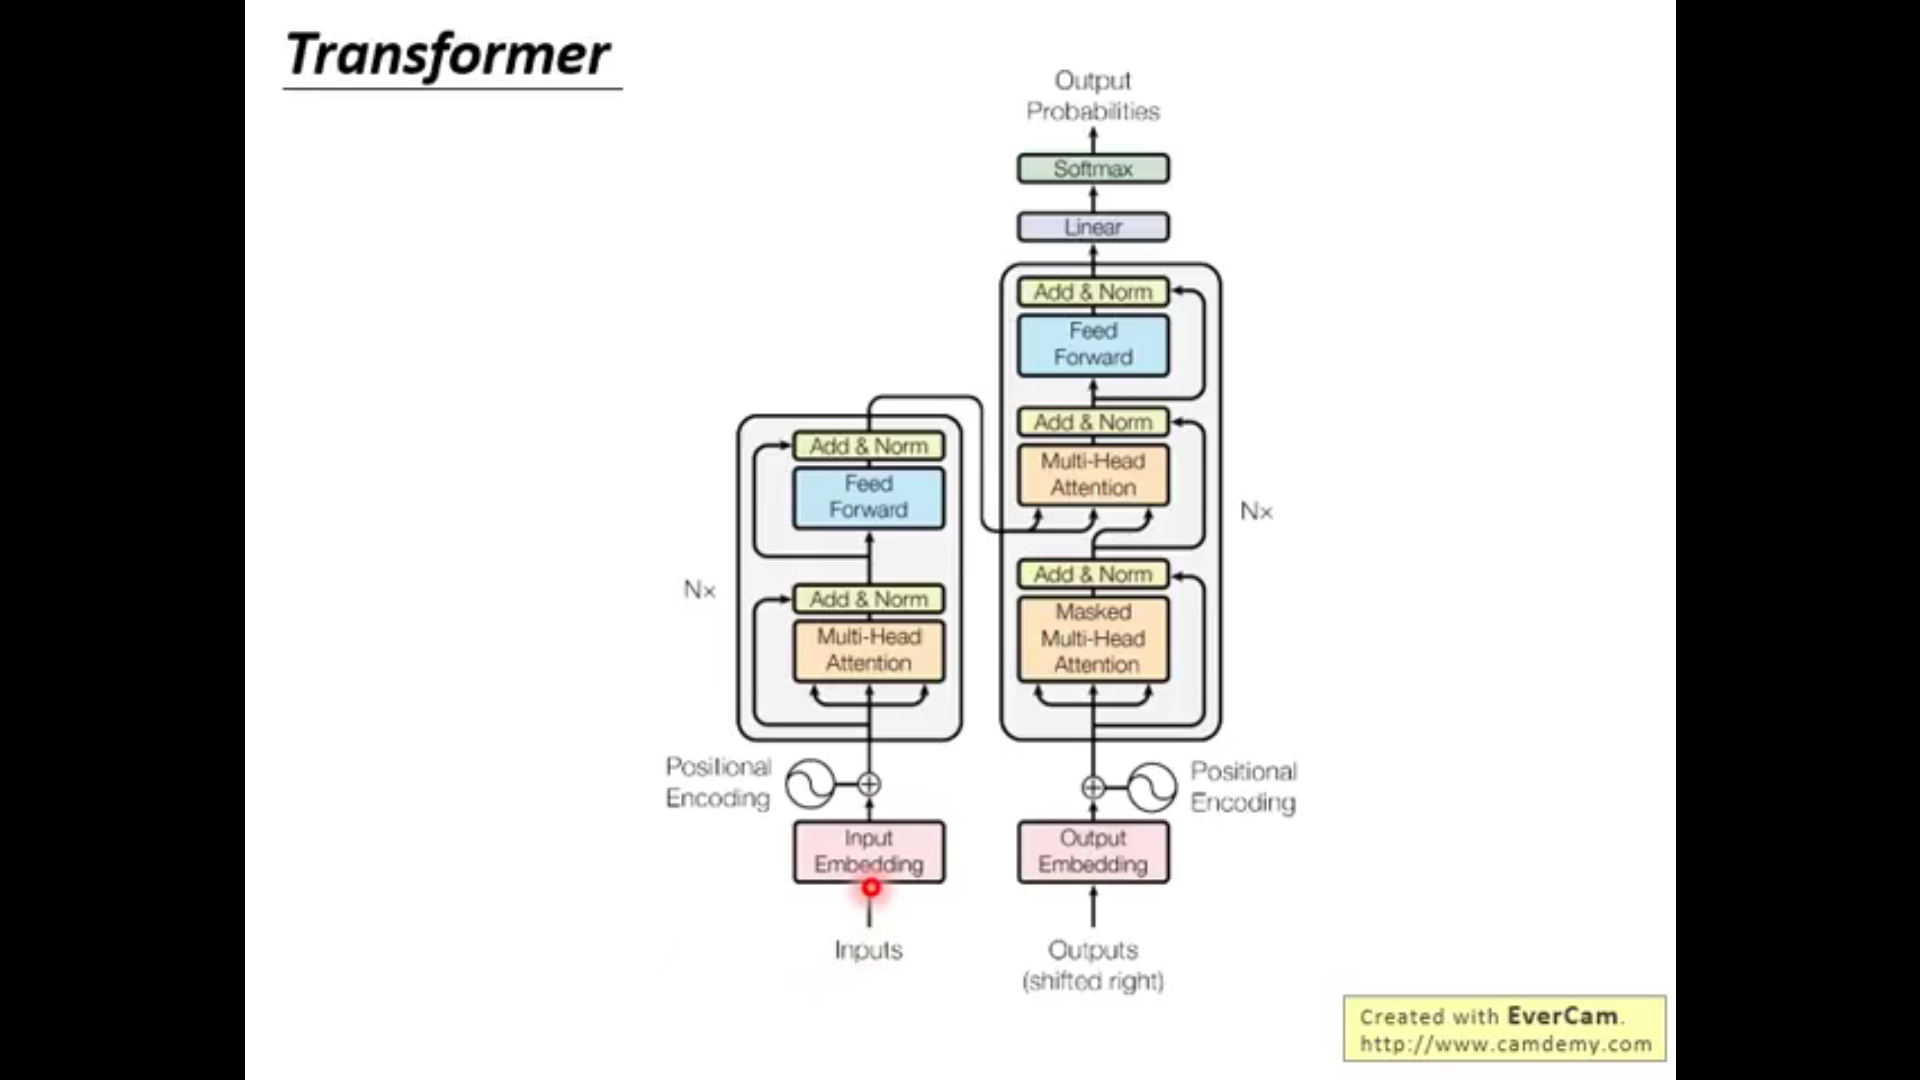 Transformer
Output
Probabilities
Softmax
Linear
Add & Norm
Feed
Forward
Add & Norm
Multi-Head
Attention
Nx
Add & Norm
Masked
Multi-Head
Attention
Add & Norm
Feed
Forward
Nx
Add & Norm
Multi-Head
Attention
Positional
Encoding
Positional
Encoding
Input
Embedding
Output
Embedding
Inputs
Outputs
(shifted right)
Created with EverCam.
http://www.camdemy.com